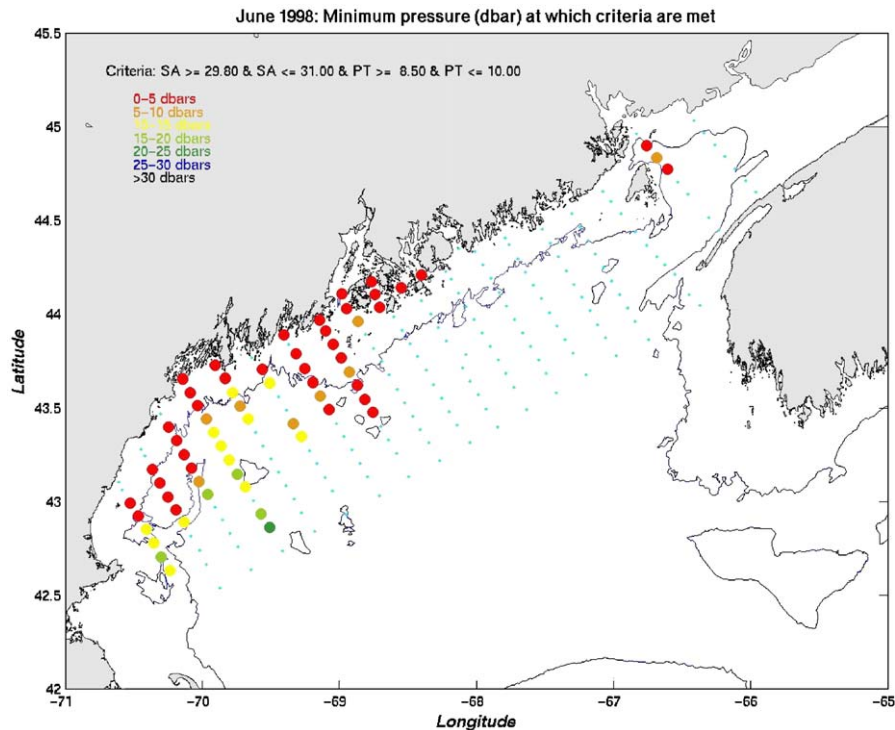 June 1998: Minimum pressure (dbar) at which criteria are met
Criteria: SA >= 29.80 & SA <= 31.00 & PT >= 8.50 & PT <= 10.00
0-5 dbars
5-10 dbars
10-15 dbars
15-20 dbars
20-25 dbars
25-30 dbars
>30 dbars
45.5
45
44.5
44
43.5
43
42.5
42
Latitude
-71
-70
-69
-68
-67
-66
-65
Longitude